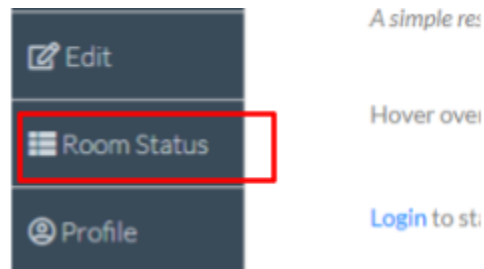 Edit
Room Status
Profile
A simple res
Hover over
Login to sta